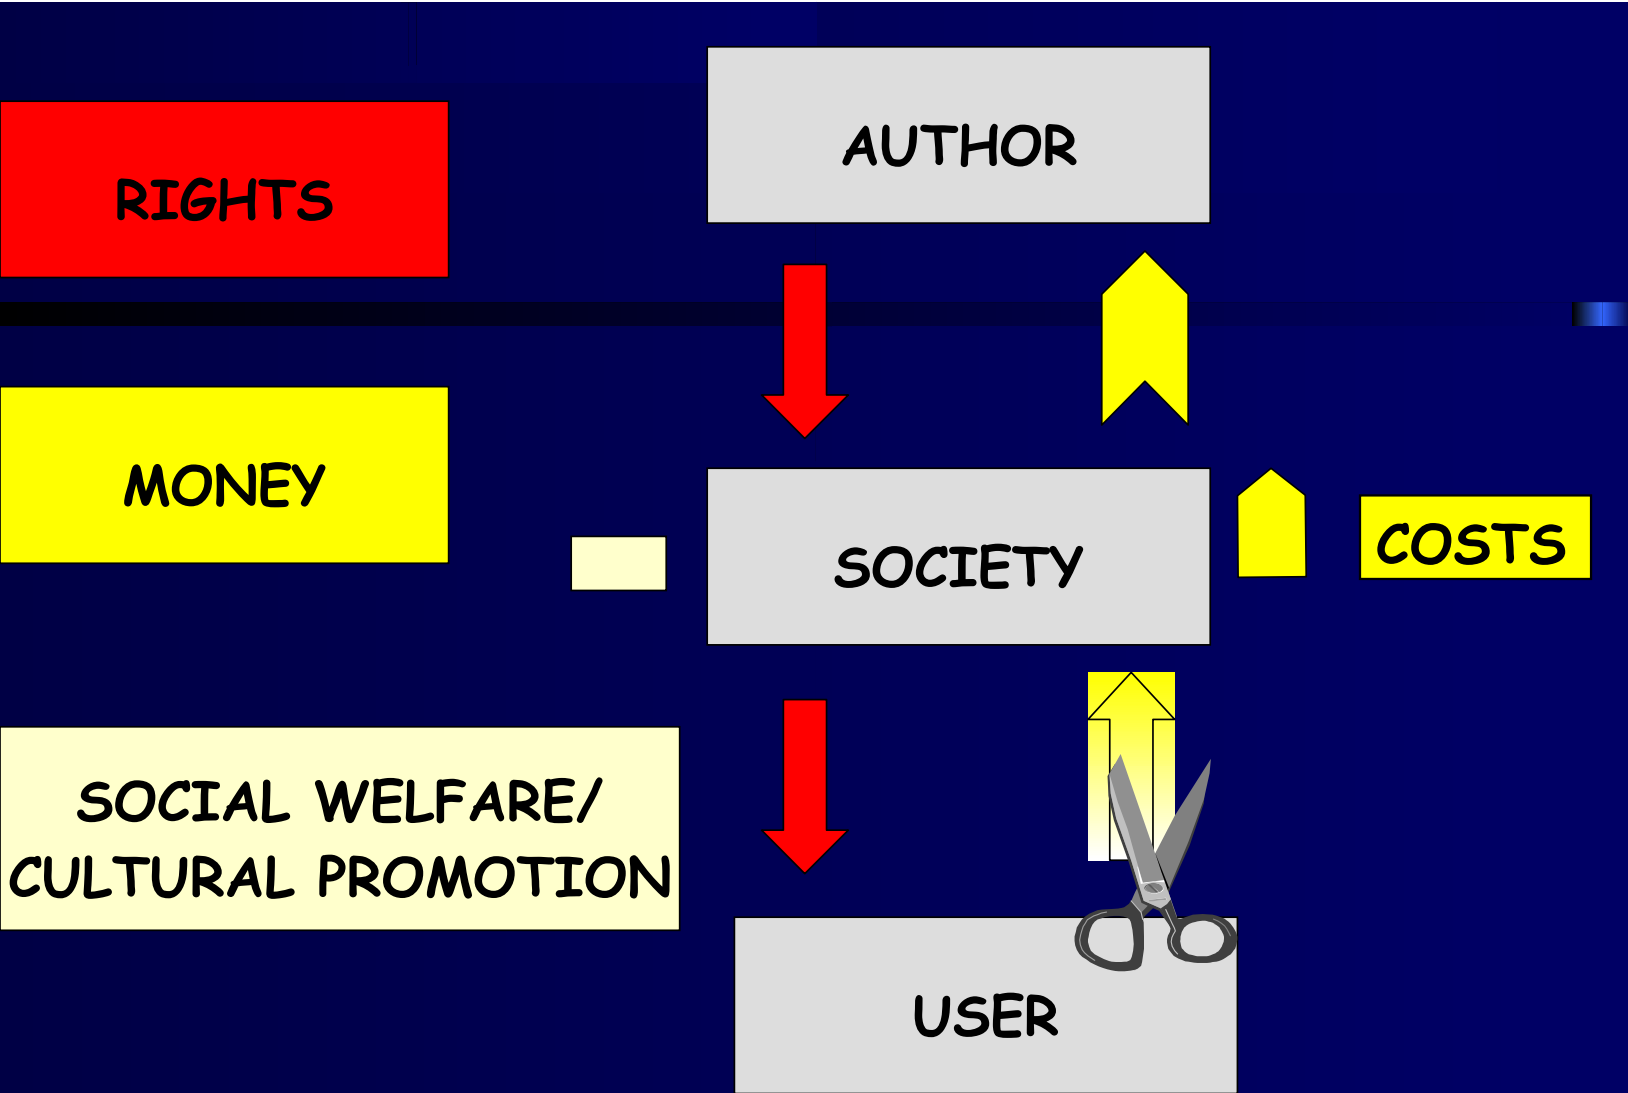 AUTHOR
RIGHTS
MONEY
SOCIETY
COSTS
SOCIAL WELFARE/
CULTURAL PROMOTION
USER